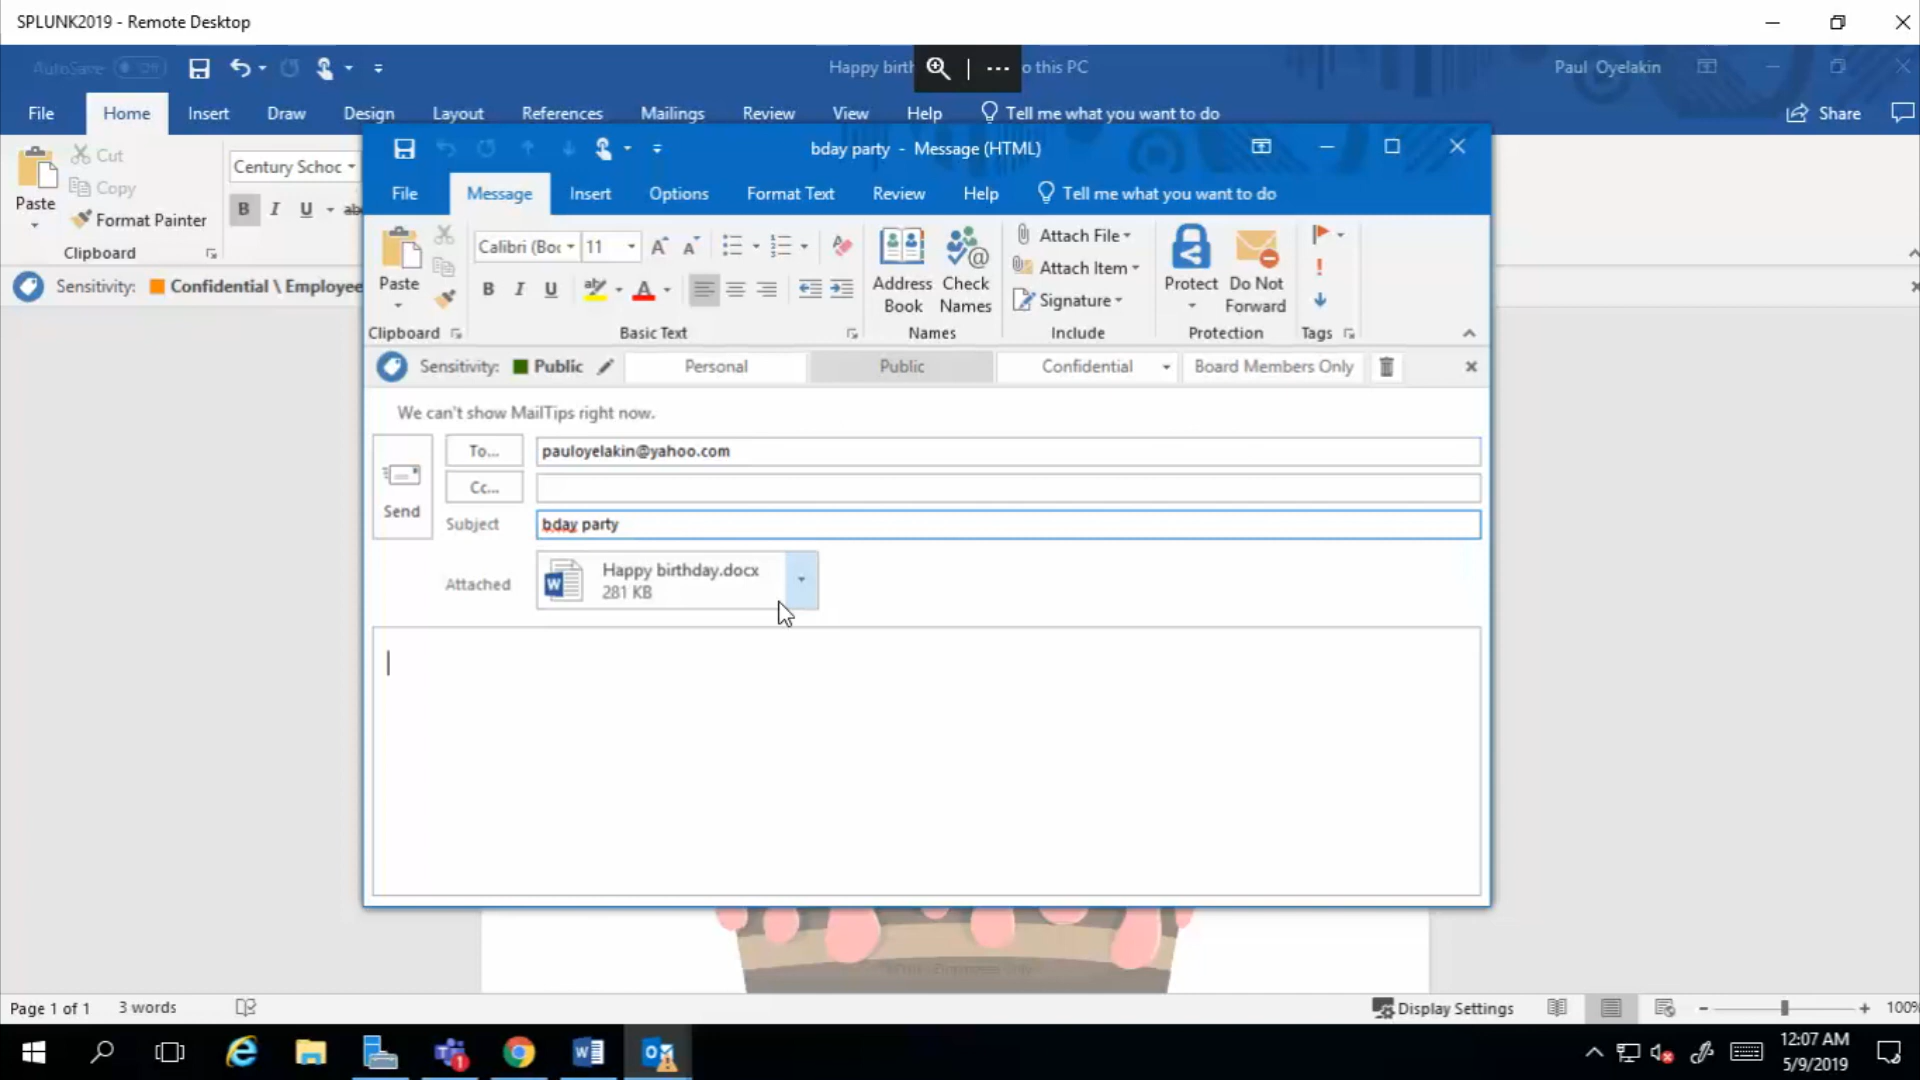 SPLUNK2019 - Remote Desktop
AutoSave Off
Happy birth o this PC
Paul Oyelakin
File Home Insert Draw Design Layout References Mailings Review View Help Tell me what you want to do Share
Paste
Cut
Copy
Format Painter
Clipboard
Century Schoc
B I U abc
Sensitivity: Confidential \ Employee
bday party - Message (HTML)
File Message Insert Options Format Text Review Help Tell me what you want to do
Paste
Clipboard
Calibri (Boc 11
B I U
Basic Text
Address Book
Check Names
Names
Attach File
Attach Item
Signature
Include
Protect
Do Not Forward
Protection
Tags
Sensitivity: Public Personal Public Confidential Board Members Only
We can't show MailTips right now.
Send
To... pauloyelakin@yahoo.com
Cc...
Subject bday party
Attached Happy birthday.docx
281 KB
Page 1 of 1 3 words
Display Settings
100%
12:07 AM
5/9/2019